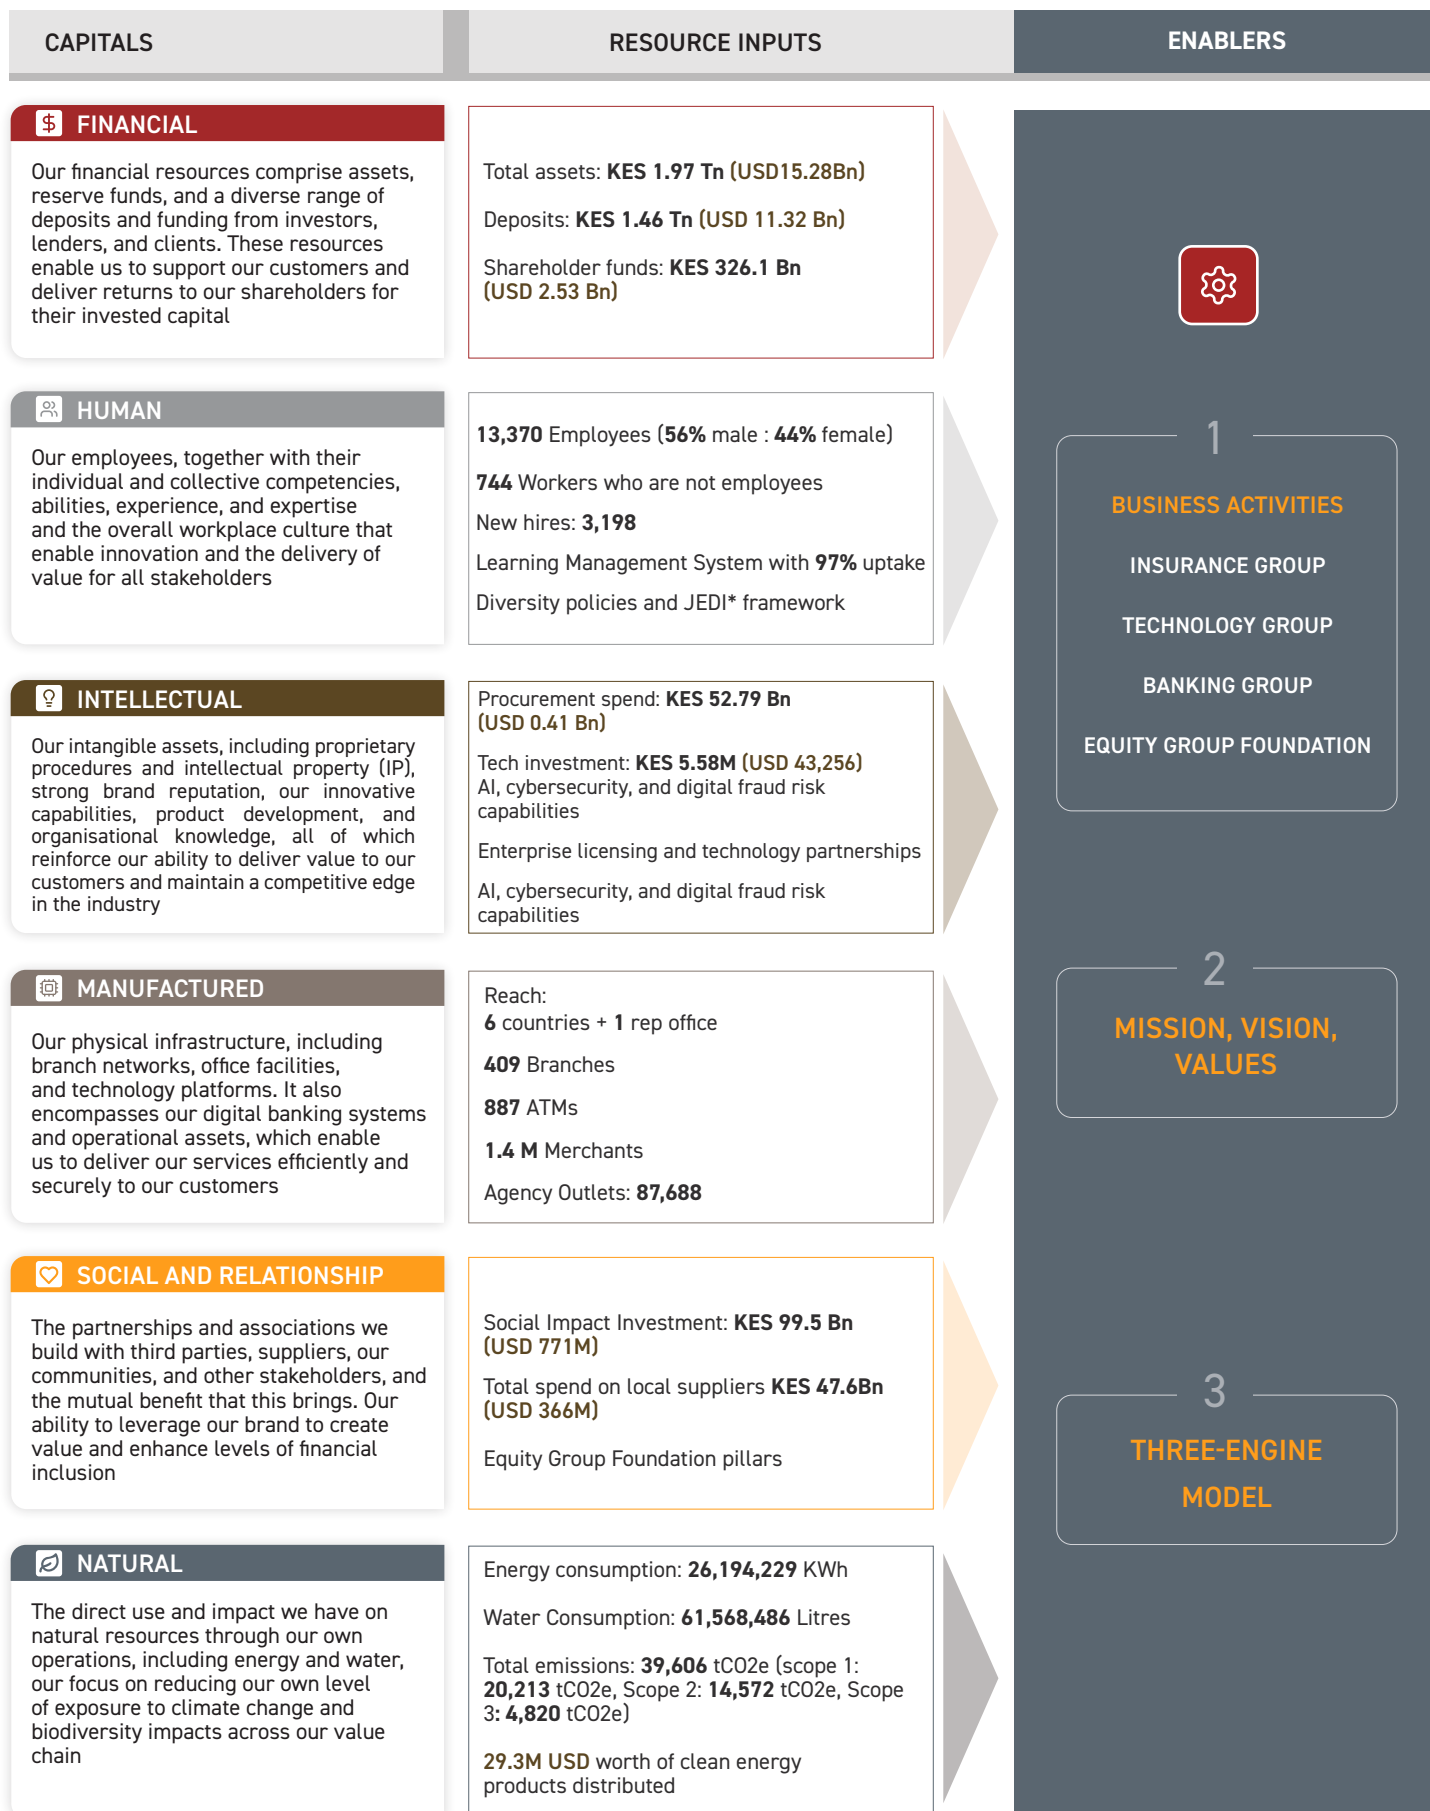 CAPITALS
RESOURCE INPUTS
ENABLERS
FINANCIAL
Our financial resources comprise assets,
reserve funds, and a diverse range of
deposits and funding from investors,
lenders, and clients. These resources
enable us to support our customers and
deliver returns to our shareholders for
their invested capital
Total assets: KES 1.97 Tn (USD15.28Bn)
Deposits: KES 1.46 Tn (USD 11.32 Bn)
Shareholder funds: KES 326.1 Bn
(USD 2.53 Bn)
HUMAN
Our employees, together with their
individual and collective competencies,
abilities, experience, and expertise
and the overall workplace culture that
enable innovation and the delivery of
value for all stakeholders
13,370 Employees (56% male : 44% female)
744 Workers who are not employees
New hires: 3,198
Learning Management System with 97% uptake
Diversity policies and JEDI* framework
INTELLECTUAL
Our intangible assets, including proprietary
procedures and intellectual property (IP),
strong brand reputation, our innovative
capabilities, product development, and
organisational knowledge, all of which
reinforce our ability to deliver value to our
customers and maintain a competitive edge
in the industry
Procurement spend: KES 52.79 Bn
(USD 0.41 Bn)
Tech investment: KES 5.58M (USD 43,256)
AI, cybersecurity, and digital fraud risk
capabilities
Enterprise licensing and technology partnerships
AI, cybersecurity, and digital fraud risk
capabilities
MANUFACTURED
Our physical infrastructure, including
branch networks, office facilities,
and technology platforms. It also
encompasses our digital banking systems
and operational assets, which enable
us to deliver our services efficiently and
securely to our customers
Reach:
6 countries + 1 rep office
409 Branches
887 ATMs
1.4 M Merchants
Agency Outlets: 87,688
SOCIAL AND RELATIONSHIP
The partnerships and associations we
build with third parties, suppliers, our
communities, and other stakeholders, and
the mutual benefit that this brings. Our
ability to leverage our brand to create
value and enhance levels of financial
inclusion
Social Impact Investment: KES 99.5 Bn
(USD 771M)
Total spend on local suppliers KES 47.6Bn
(USD 366M)
Equity Group Foundation pillars
NATURAL
The direct use and impact we have on
natural resources through our own
operations, including energy and water,
our focus on reducing our own level
of exposure to climate change and
biodiversity impacts across our value
chain
Energy consumption: 26,194,229 KWh
Water Consumption: 61,568,486 Litres
Total emissions: 39,606 tCO2e (scope 1:
20,213 tCO2e, Scope 2: 14,572 tCO2e, Scope
3: 4,820 tCO2e)
29.3M USD worth of clean energy
products distributed
1
BUSINESS ACTIVITIES
INSURANCE GROUP
TECHNOLOGY GROUP
BANKING GROUP
EQUITY GROUP FOUNDATION
2
MISSION, VISION,
VALUES
3
THREE-ENGINE
MODEL